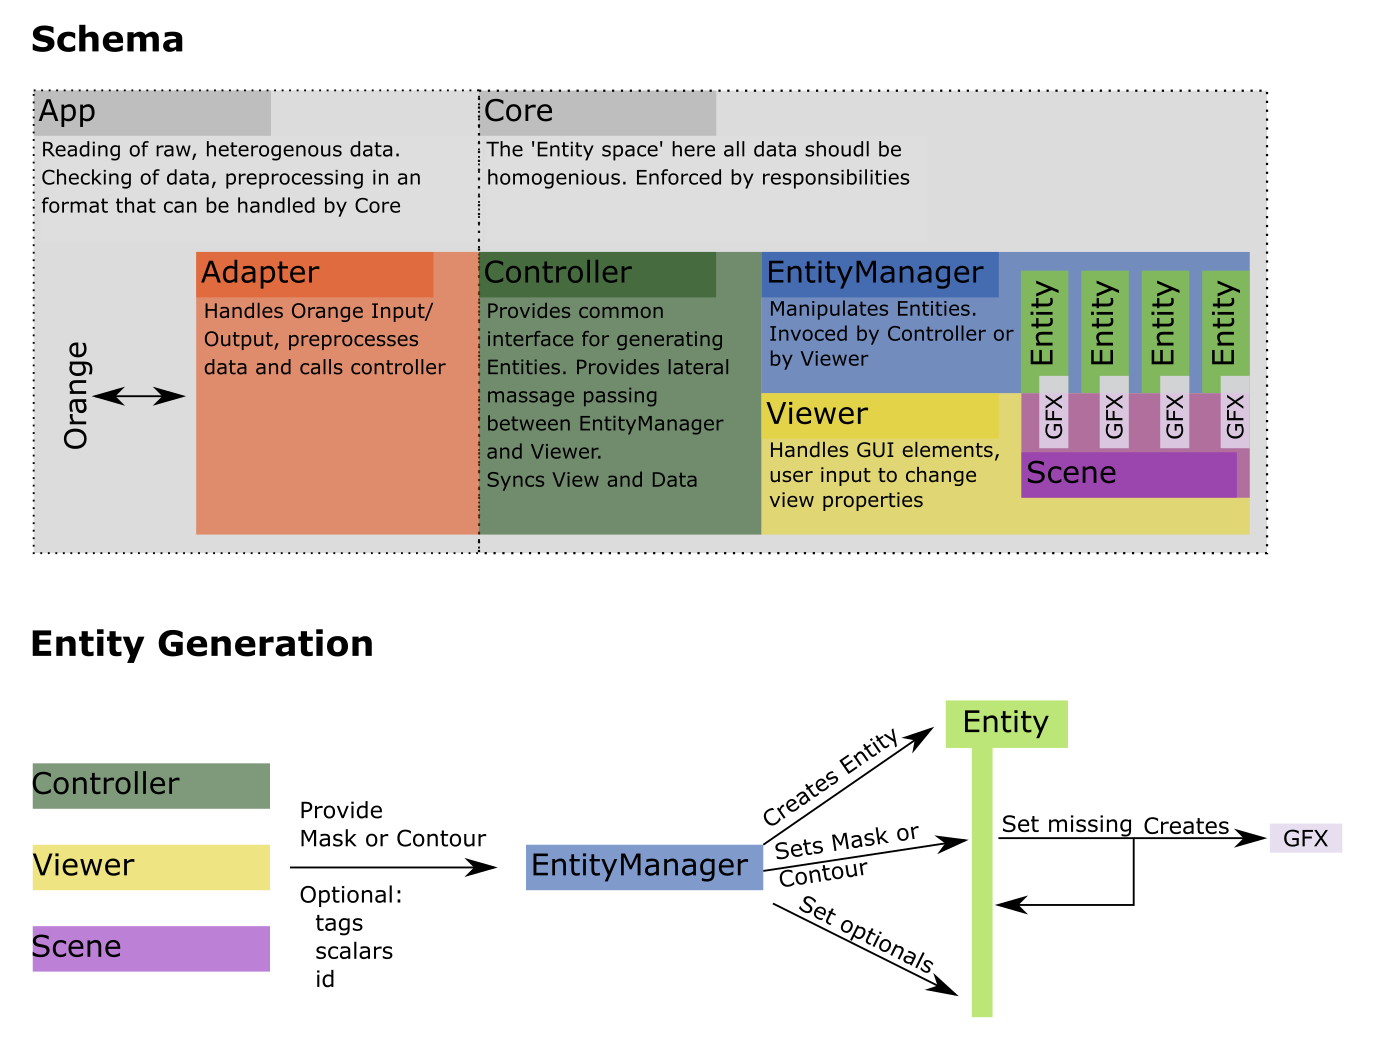 Schema
App
Reading of raw, heterogenous data.
Checking of data, preprocessing in an
format that can be handled by Core
Core
The 'Entity space' here all data shoudl be
homogenious. Enforced by responsibilities
Orange
Adapter
Handles Orange Input/
Output, preprocesses
data and calls controller
Controller
Provides common
interface for generating
Entities. Provides lateral
massage passing
between EntityManager
and Viewer.
Syncs View and Data
EntityManager
Manipulates Entities.
Invoced by Controller or
by Viewer
Entity
Entity
Entity
Entity
GFX
GFX
GFX
GFX
Viewer
Handles GUI elements,
user input to change
view properties
Scene
Entity Generation
Controller
Viewer
Scene
Provide
Mask or Contour
Optional:
tags
scalars
id
EntityManager
Creates Entity
Sets Mask or
Contour
Set optionals
Entity
Set missing
Creates
GFX